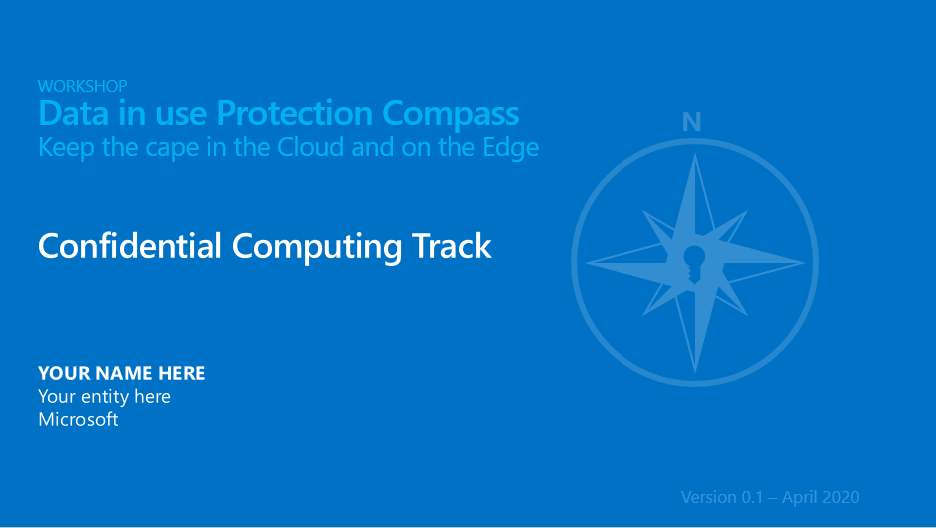 WORKSHOP
Data in use Protection Compass
Keep the cape in the Cloud and on the Edge
N
Confidential Computing Track
YOUR NAME HERE
Your entity here
Microsoft
Version 0.1 – April 2020